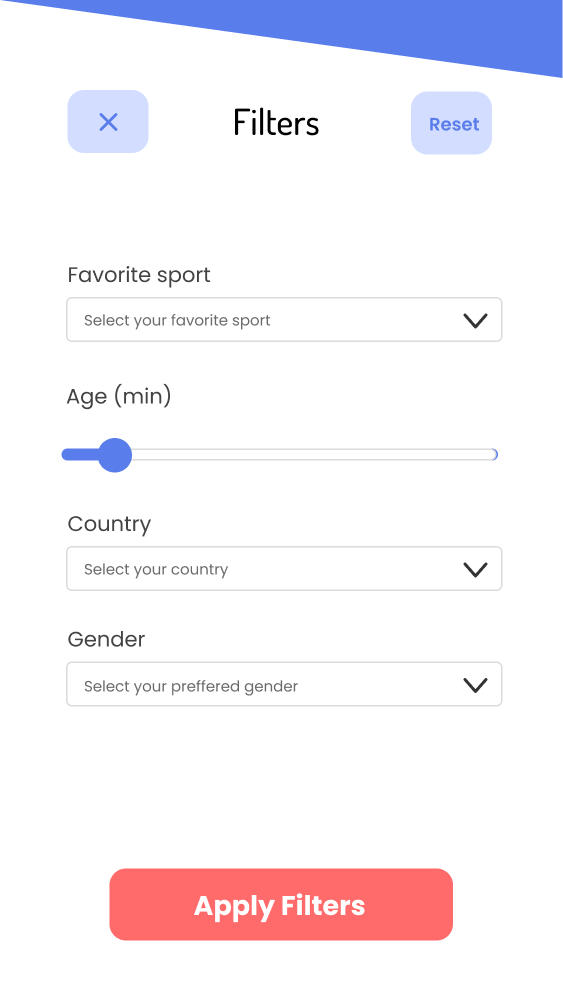 Filters
Reset
Favorite sport
Select your favorite sport
Age (min)
Country
Select your country
Gender
Select your preffered gender
Apply Filters